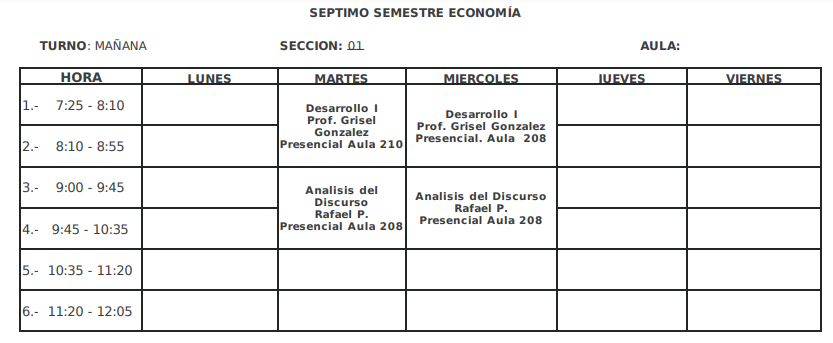 SEPTIMO SEMESTRE ECONOMÍA
TURNO: MAÑANA SECCION: 01 AULA:
HORA LUNES MARTES MIERCOLES JUEVES VIERNES
1.- 7:25 - 8:10
2.- 8:10 - 8:55
Desarrollo I
Prof. Grisel
Gonzalez
Presencial Aula 210
Desarrollo I
Prof. Grisel Gonzalez
Presencial. Aula 208
3.- 9:00 - 9:45
4.- 9:45 - 10:35
Analisis del
Discurso
Rafael P.
Presencial Aula 208
Analisis del Discurso
Rafael P.
Presencial Aula 208
5.- 10:35 - 11:20
6.- 11:20 - 12:05